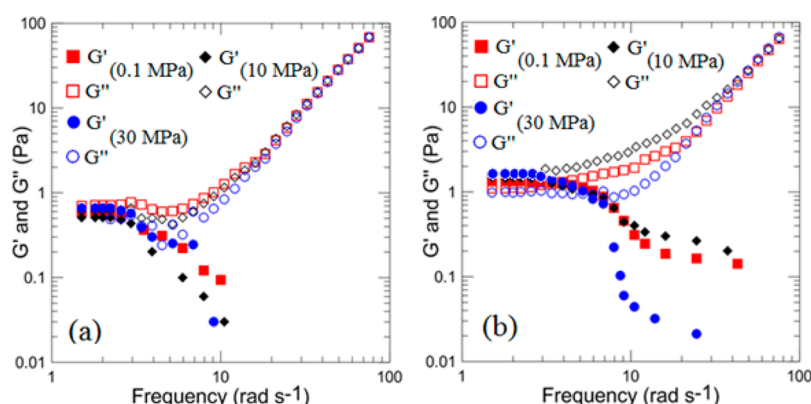 G' and G" (Pa)
100
10
1
0.1
0.01
G' G'
(0.1 MPa) (10 MPa)
G" G"
G'
(30 MPa)
G"
(a)
1 10 100
Frequency (rad s-1)
G' and G" (Pa)
100
10
1
0.1
0.01
G' G'
(0.1 MPa) (10 MPa)
G" G"
G'
(30 MPa)
G"
(b)
1 10 100
Frequency (rad s-1)